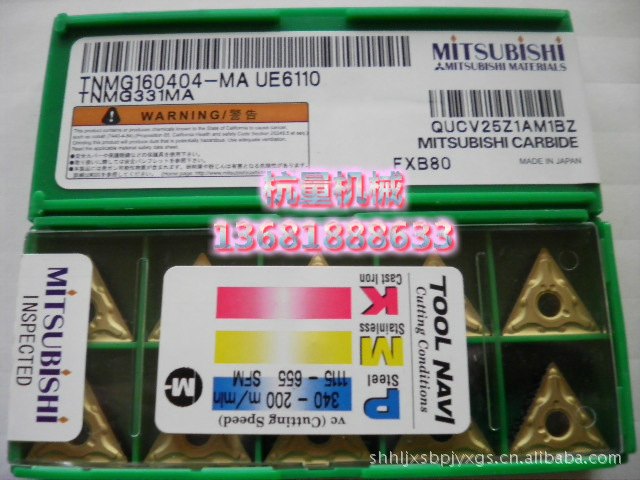 MITSUBISHI
MITSUBISHI MATERIALS
TNMG160404-MA UE6110
TNMG331MA
WARNING/警告
QUCV25Z1AM1BZ
MITSUBISHI CARBIDE
FXB80
MADE IN JAPAN
杭量机械
13681888633
MITSUBISHI
INSPECTED
TOOL NAVI
Cutting Conditions
K
Cast Iron
M
Stainless
P
Steel
1115 - 655 SFM
340 - 200 m/min
vc (Cutting Speed)
M
shhljxsbpjyxgs.cn.alibaba.com